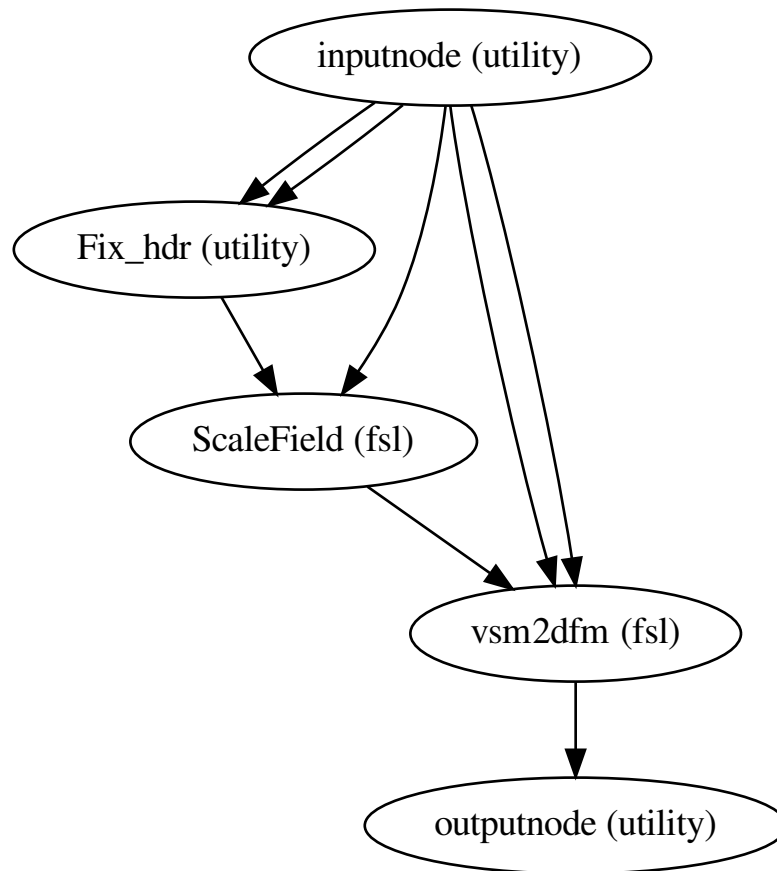 inputnode (utility)
Fix_hdr (utility)
ScaleField (fsl)
vsm2dfm (fsl)
outputnode (utility)